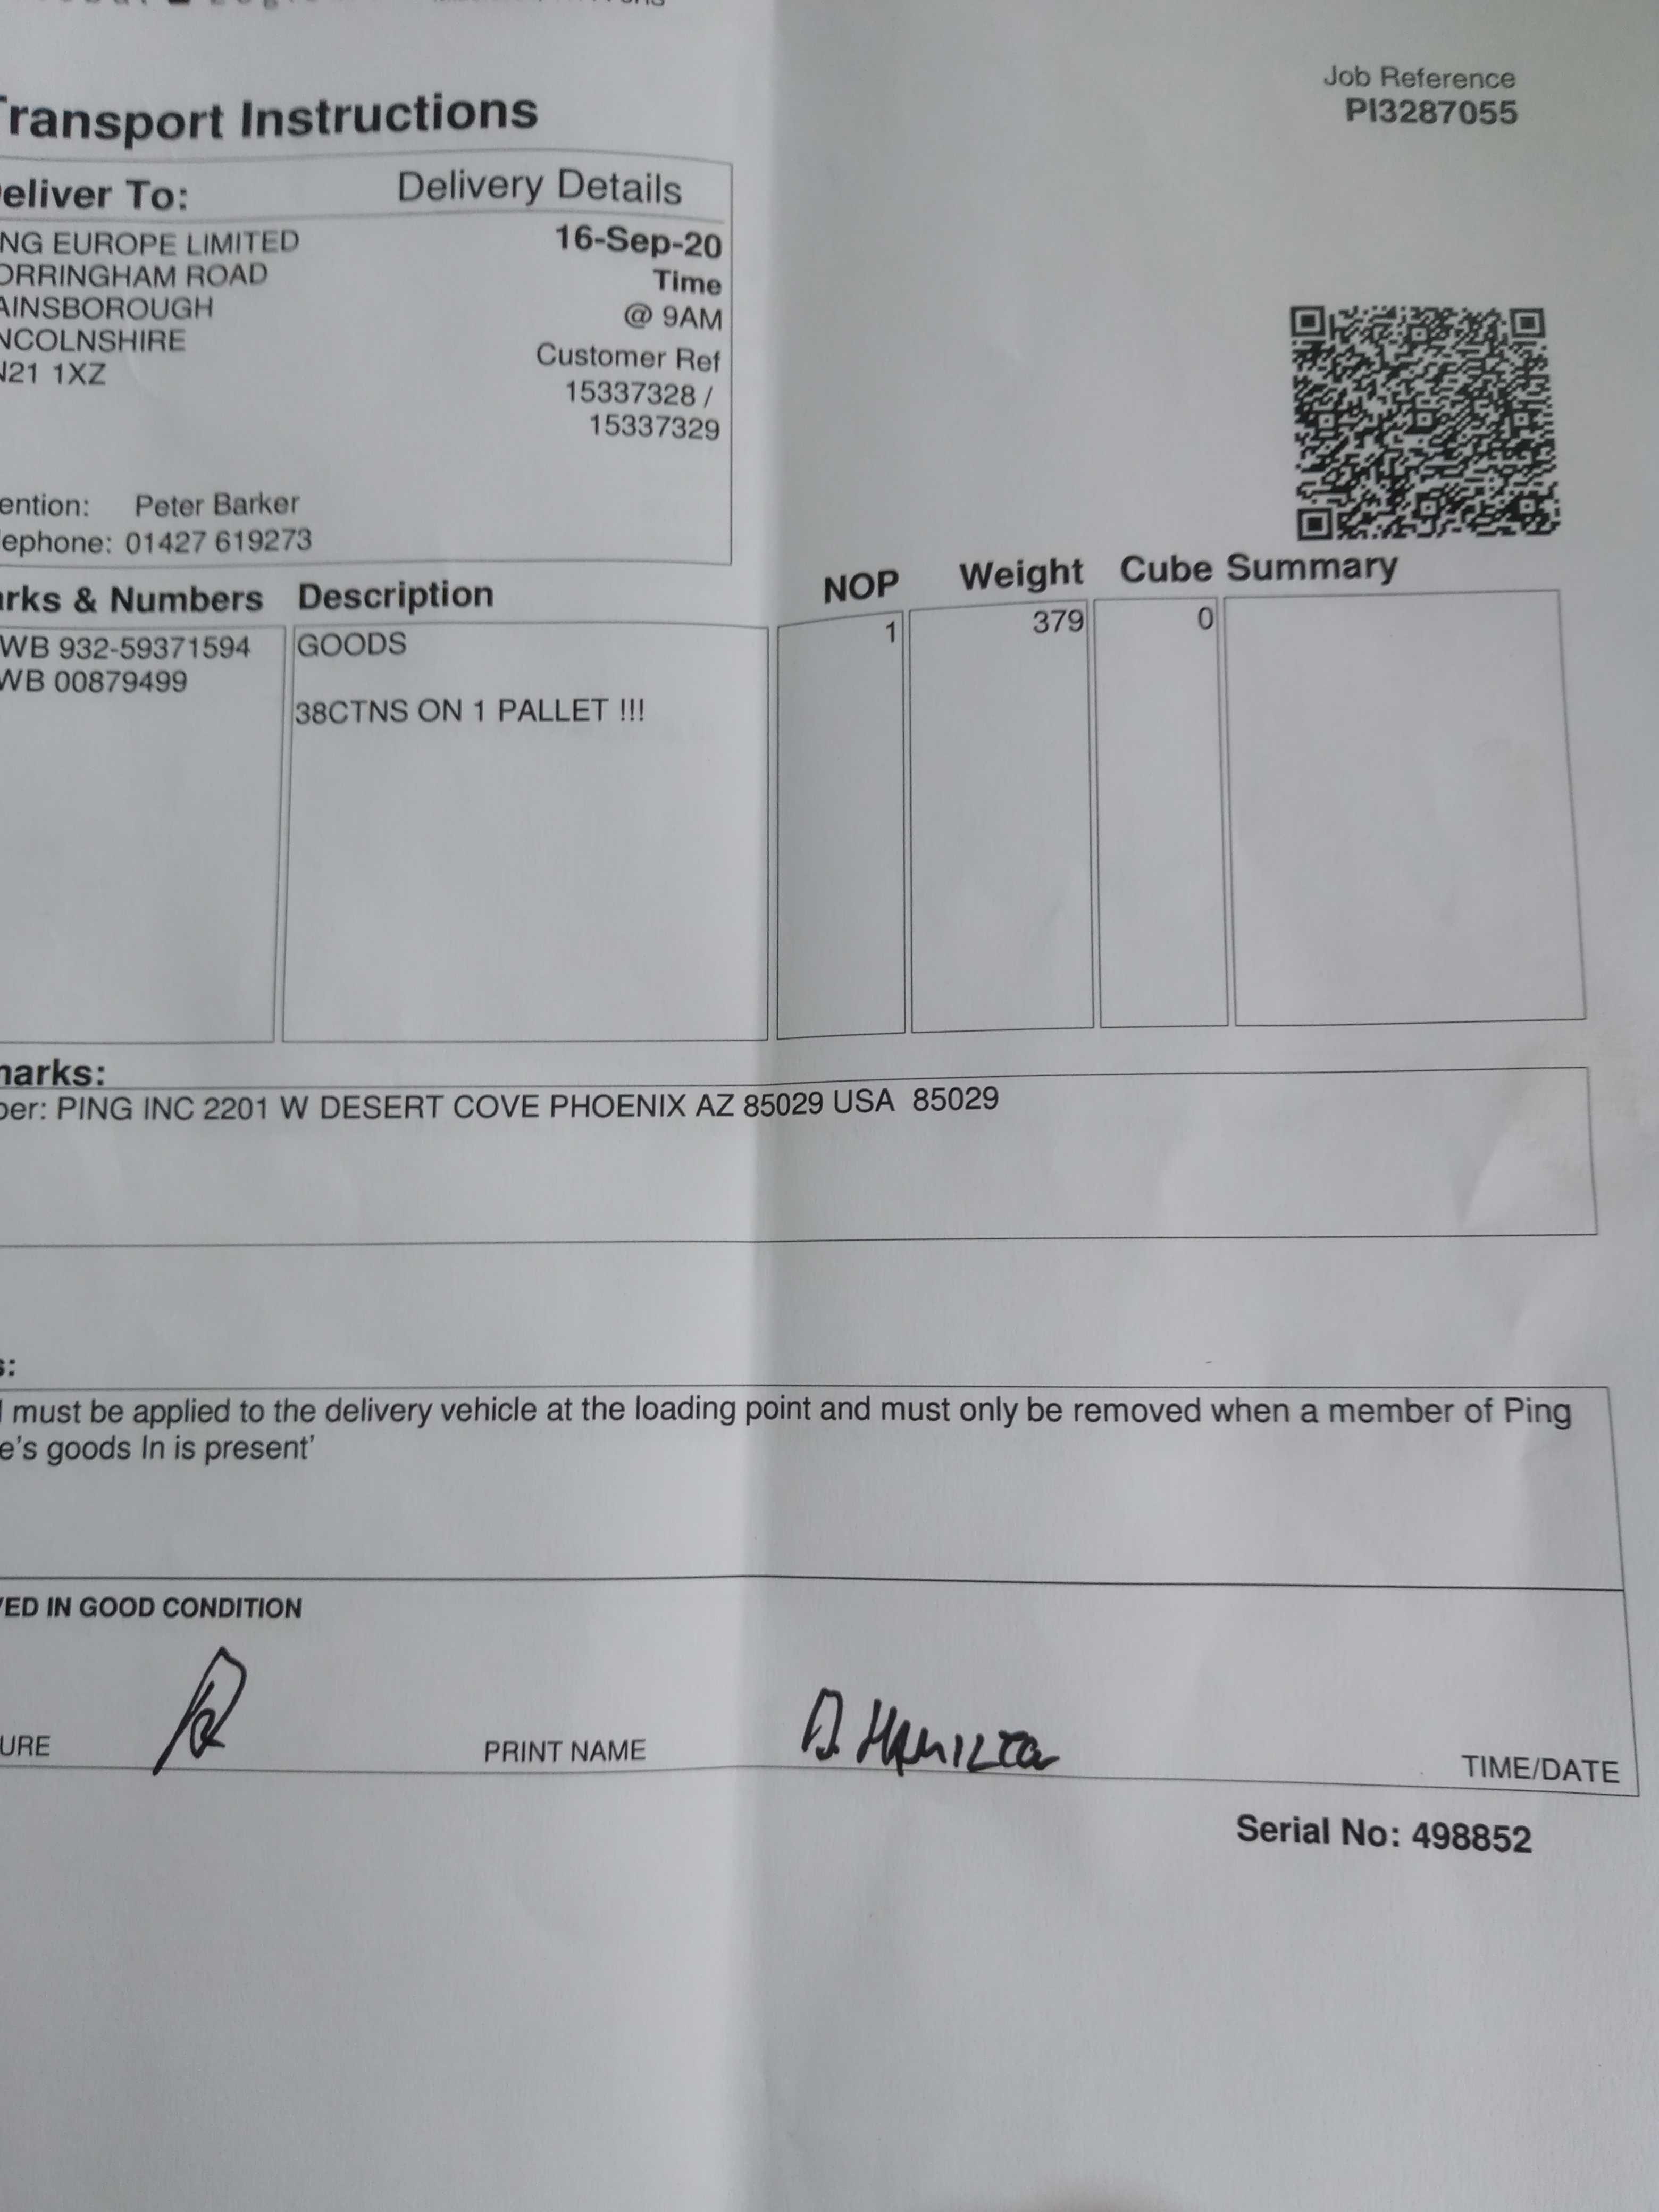 Job Reference
PI3287055
Transport Instructions
eliver To:
Delivery Details
NG EUROPE LIMITED
ORRINGHAM ROAD
AINSBOROUGH
NCOLNSHIRE
N21 1XZ
16-Sep-20
Time
@ 9AM
Customer Ref
15337328 /
15337329
ention: Peter Barker
ephone: 01427 619273
arks & Numbers Description NOP Weight Cube Summary
WB 932-59371594 GOODS 1 379 0
WB 00879499
38CTNS ON 1 PALLET !!!
marks:
per: PING INC 2201 W DESERT COVE PHOENIX AZ 85029 USA 85029
s:
l must be applied to the delivery vehicle at the loading point and must only be removed when a member of Ping
e's goods In is present'
VED IN GOOD CONDITION
URE PRINT NAME TIME/DATE
Serial No: 498852